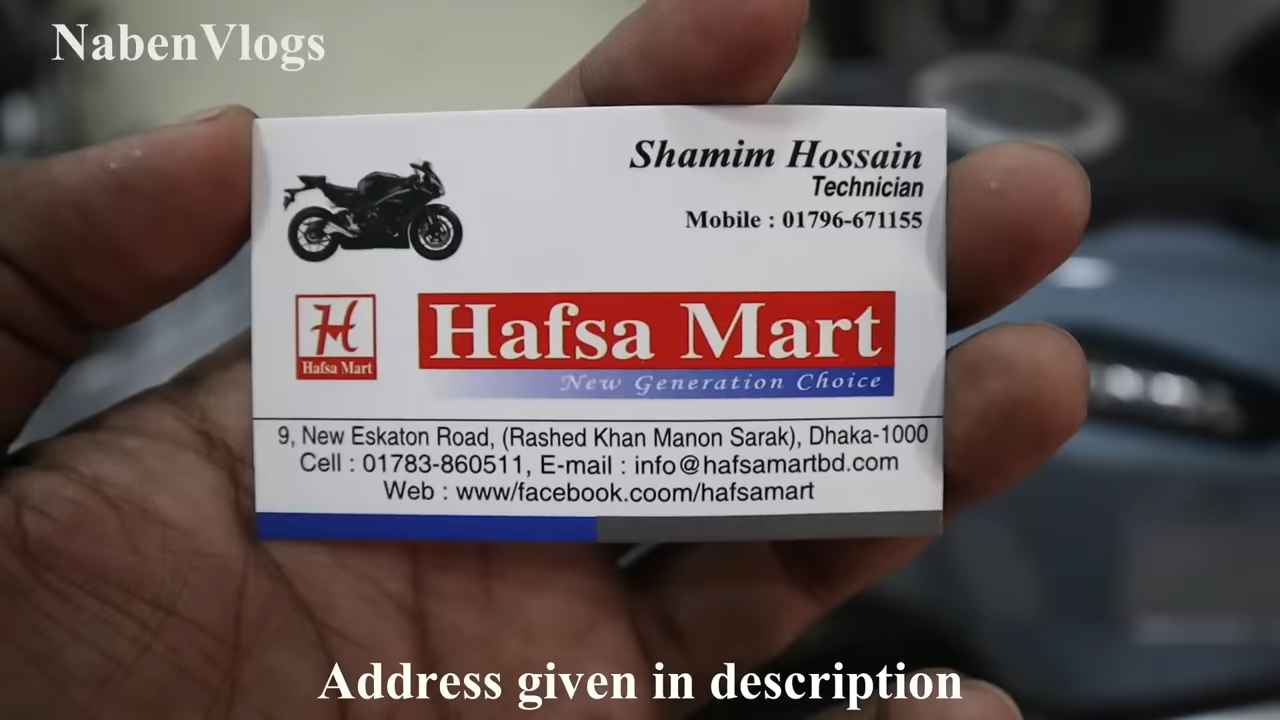 NabenVlogs
Shamim Hossain
Technician
Mobile : 01796-671155
H
Hafsa Mart
Hafsa Mart
New Generation Choice
9, New Eskaton Road, (Rashed Khan Manon Sarak), Dhaka-1000
Cell : 01783-860511, E-mail : info@hafsamartbd.com
Web : www/facebook.coom/hafsamart
Address given in description